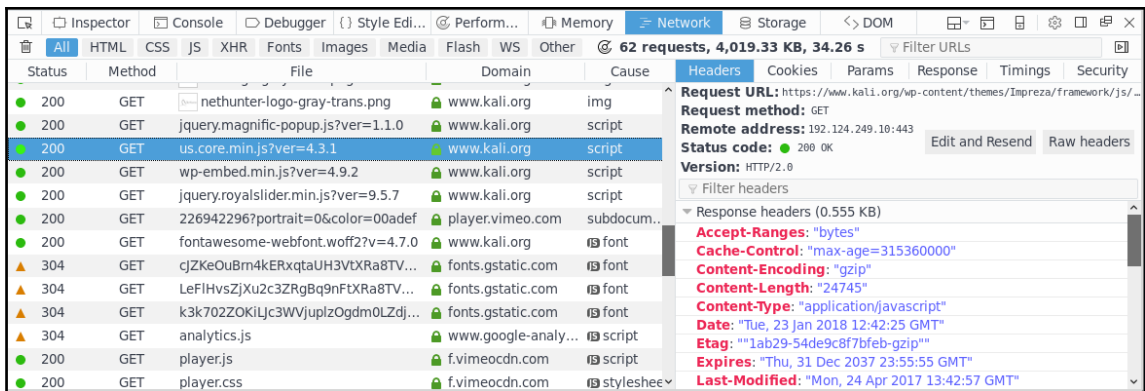 Inspector Console Debugger { } Style Edi... Perform... Memory Network Storage DOM
All HTML CSS JS XHR Fonts Images Media Flash WS Other 62 requests, 4,019.33 KB, 34.26 s Filter URLs
Status Method File Domain Cause
200 GET nethunter-logo-gray-trans.png www.kali.org img
200 GET jquery.magnific-popup.js?ver=1.1.0 www.kali.org script
200 GET us.core.min.js?ver=4.3.1 www.kali.org script
200 GET wp-embed.min.js?ver=4.9.2 www.kali.org script
200 GET jquery.royalslider.min.js?ver=9.5.7 www.kali.org script
200 GET 226942296?portrait=0&color=00adef player.vimeo.com subdocum...
200 GET fontawesome-webfont.woff2?v=4.7.0 www.kali.org JS font
304 GET cJZKeOuBrn4kERxqtaUH3VtXRa8TV... fonts.gstatic.com JS font
304 GET LeFlHvsZjXu2c3ZRgBq9nFtXRa8TV... fonts.gstatic.com JS font
304 GET k3k702ZOKiLJc3WVjuplzOgdm0LZdj... fonts.gstatic.com JS font
304 GET analytics.js www.google-analy... JS script
200 GET player.js f.vimeocdn.com JS script
200 GET player.css f.vimeocdn.com JS styleshee
Headers Cookies Params Response Timings Security
Request URL: https://www.kali.org/wp-content/themes/Impreza/framework/js/...
Request method: GET
Remote address: 192.124.249.10:443
Status code: 200 OK Edit and Resend Raw headers
Version: HTTP/2.0
Filter headers
Response headers (0.555 KB)
Accept-Ranges: "bytes"
Cache-Control: "max-age=315360000"
Content-Encoding: "gzip"
Content-Length: "24745"
Content-Type: "application/javascript"
Date: "Tue, 23 Jan 2018 12:42:25 GMT"
Etag: ""1ab29-54de9c8f7bfeb-gzip""
Expires: "Thu, 31 Dec 2037 23:55:55 GMT"
Last-Modified: "Mon, 24 Apr 2017 13:42:57 GMT"